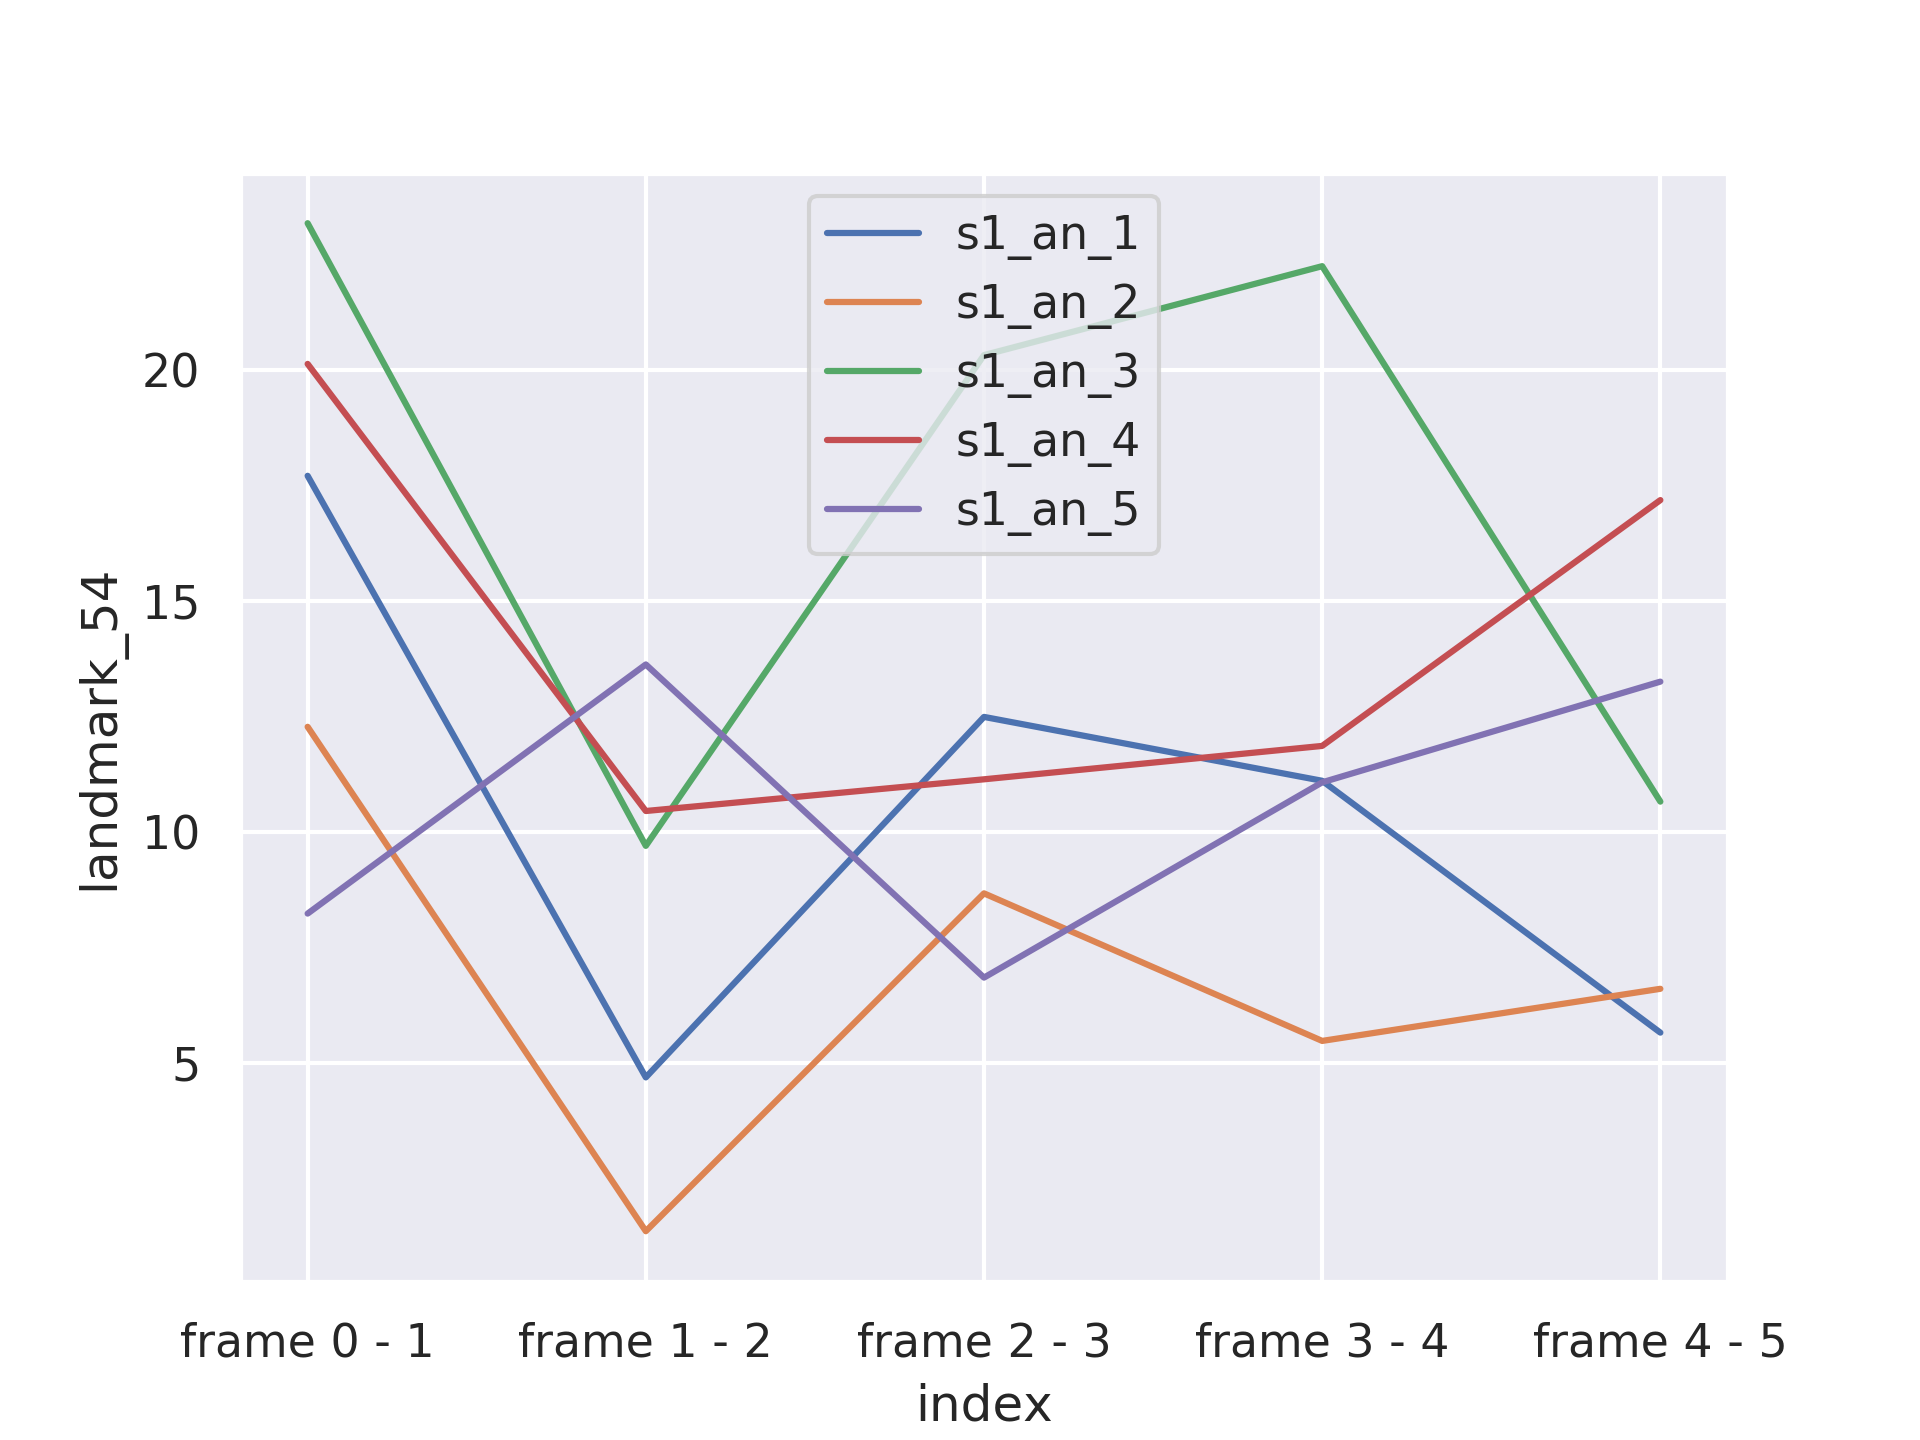 s1_an_1
s1_an_2
s1_an_3
s1_an_4
s1_an_5
landmark_54
20
15
10
5
frame 0 - 1
frame 1 - 2
frame 2 - 3
frame 3 - 4
frame 4 - 5
index